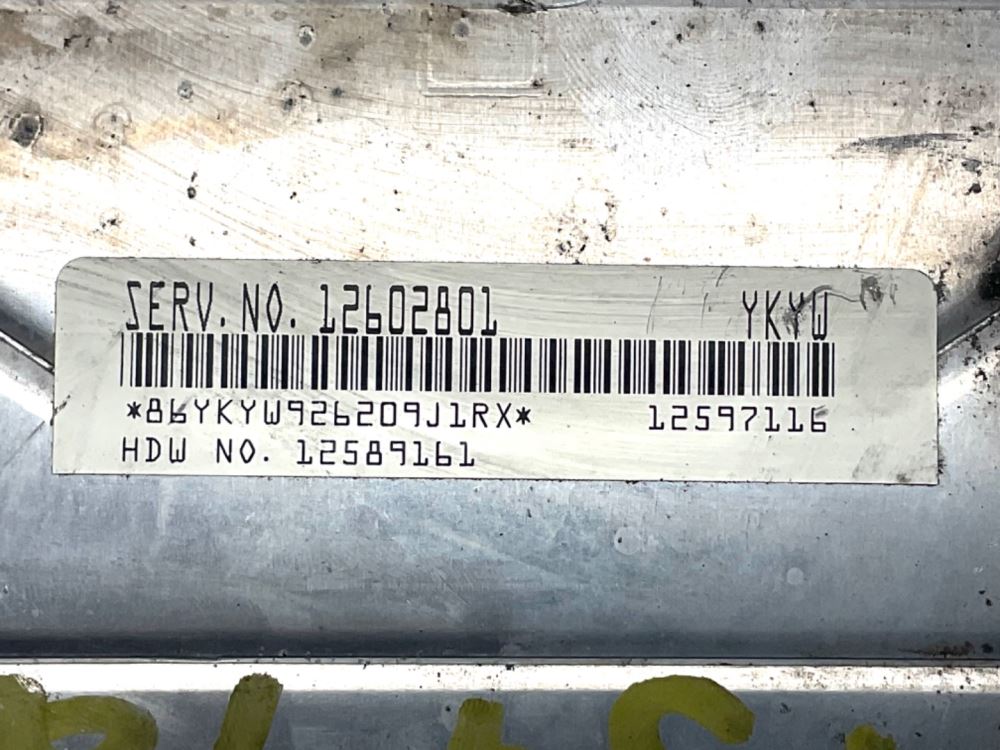 SERV. NO. 12602801 YKYW
*86YKYW926209J1RX* 12597116
HDW NO. 12589161